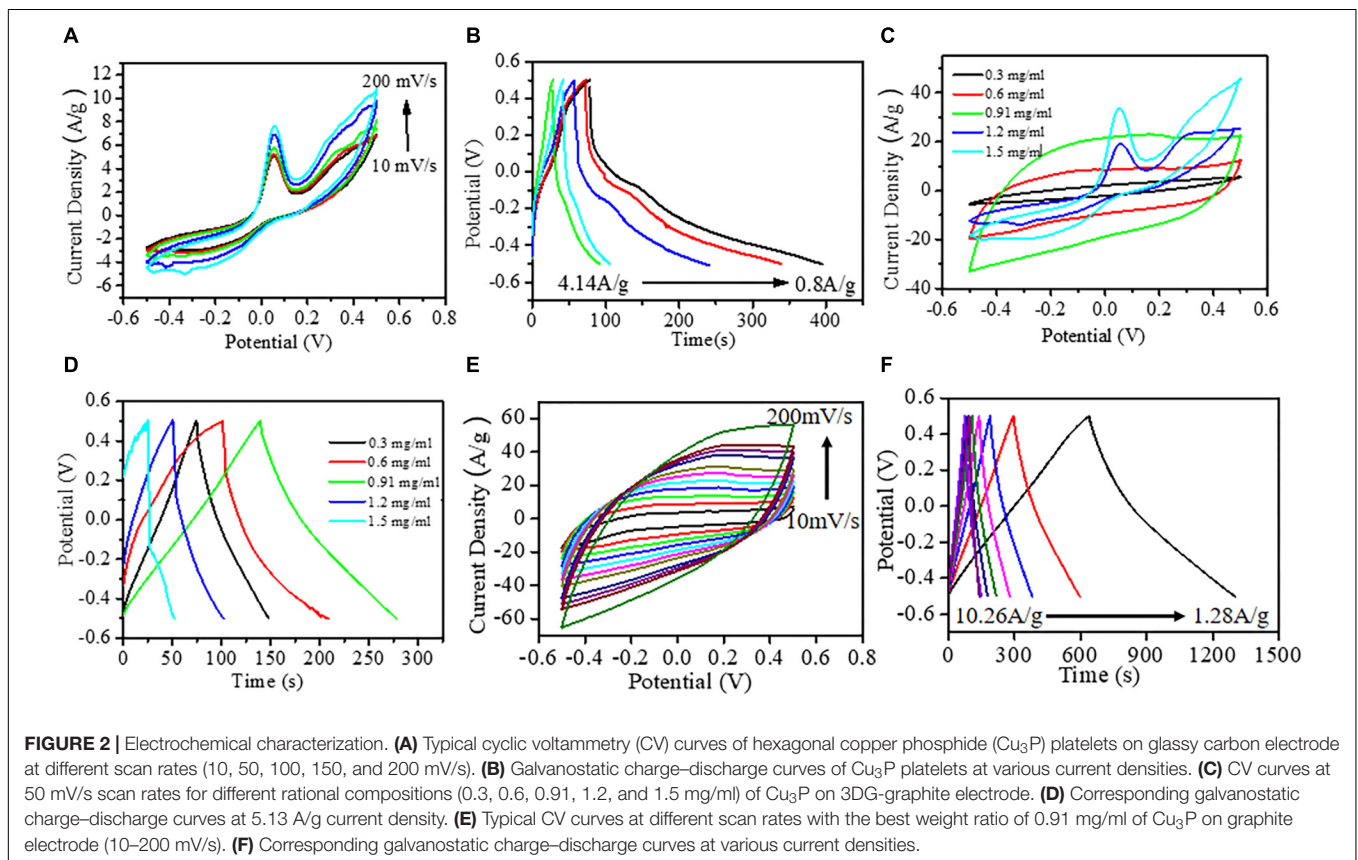 A
12
11
10
9
8
6
4
2
0
-2
-4
-6
-0.6 -0.4 -0.2 0.0 0.2 0.4 0.6 0.8
Current Density (A/g)
Potential (V)
200 mV/s
10 mV/s
B
0.6
0.4
0.2
0.0
-0.2
-0.4
-0.6
0 100 200 300 400
Potential (V)
Time(s)
4.14A/g
0.8A/g
C
0.3 mg/ml
0.6 mg/ml
0.91 mg/ml
1.2 mg/ml
1.5 mg/ml
40
20
0
-20
-40
-0.6 -0.4 -0.2 0.0 0.2 0.4 0.6
Current Density (A/g)
Potential (V)
D
0.6
0.4
0.2
0.0
-0.2
-0.4
-0.6
0 50 100 150 200 250 300
Potential (V)
Time (s)
0.3 mg/ml
0.6 mg/ml
0.91 mg/ml
1.2 mg/ml
1.5 mg/ml
E
60
40
20
0
-20
-40
-60
-0.6 -0.4 -0.2 0.0 0.2 0.4 0.6 0.8
Current Density (A/g)
Potential (V)
200mV/s
10mV/s
F
0.6
0.4
0.2
0.0
-0.2
-0.4
-0.6
0 300 600 900 1200 1500
Potential (V)
Time (s)
10.26A/g
1.28A/g
FIGURE 2 | Electrochemical characterization. (A) Typical cyclic voltammetry (CV) curves of hexagonal copper phosphide (Cu₃P) platelets on glassy carbon electrode
at different scan rates (10, 50, 100, 150, and 200 mV/s). (B) Galvanostatic charge–discharge curves of Cu₃P platelets at various current densities. (C) CV curves at
50 mV/s scan rates for different rational compositions (0.3, 0.6, 0.91, 1.2, and 1.5 mg/ml) of Cu₃P on 3DG-graphite electrode. (D) Corresponding galvanostatic
charge–discharge curves at 5.13 A/g current density. (E) Typical CV curves at different scan rates with the best weight ratio of 0.91 mg/ml of Cu₃P on graphite
electrode (10–200 mV/s). (F) Corresponding galvanostatic charge–discharge curves at various current densities.